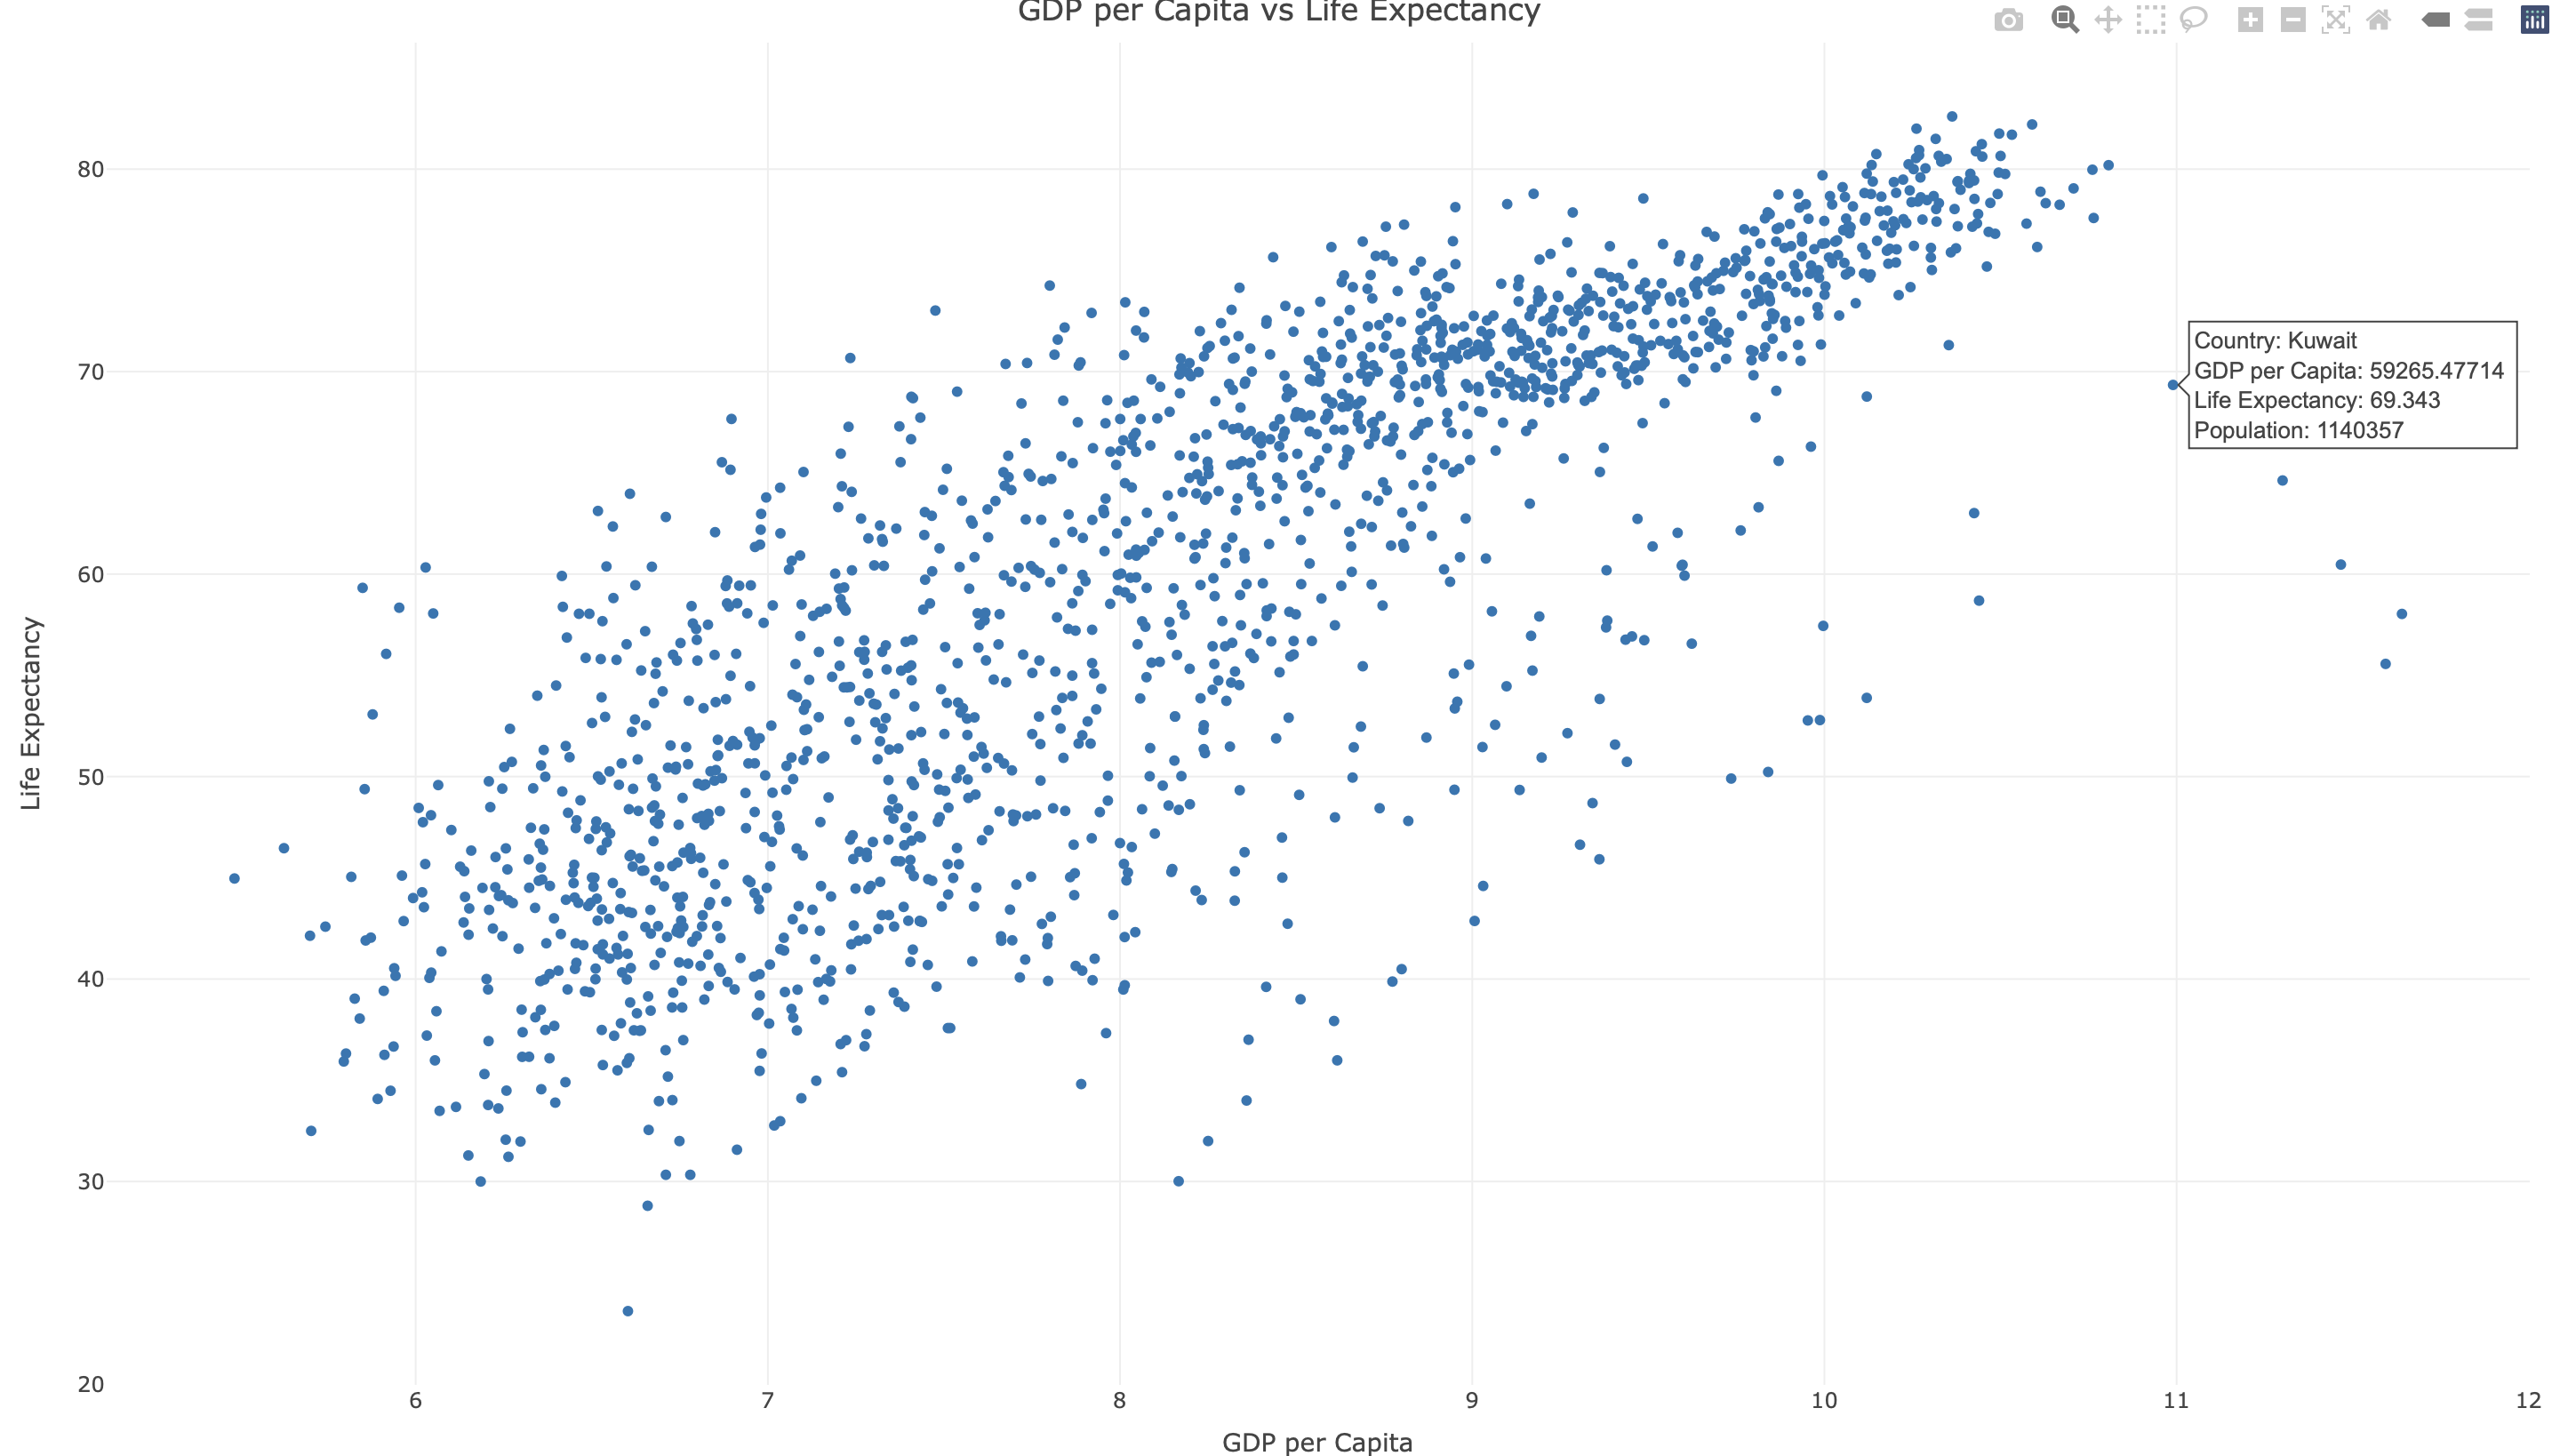 GDP per Capita vs Life Expectancy
80
70
60
50
40
30
20
Life Expectancy
Country: Kuwait
GDP per Capita: 59265.47714
Life Expectancy: 69.343
Population: 1140357
6
7
8
9
10
11
12
GDP per Capita